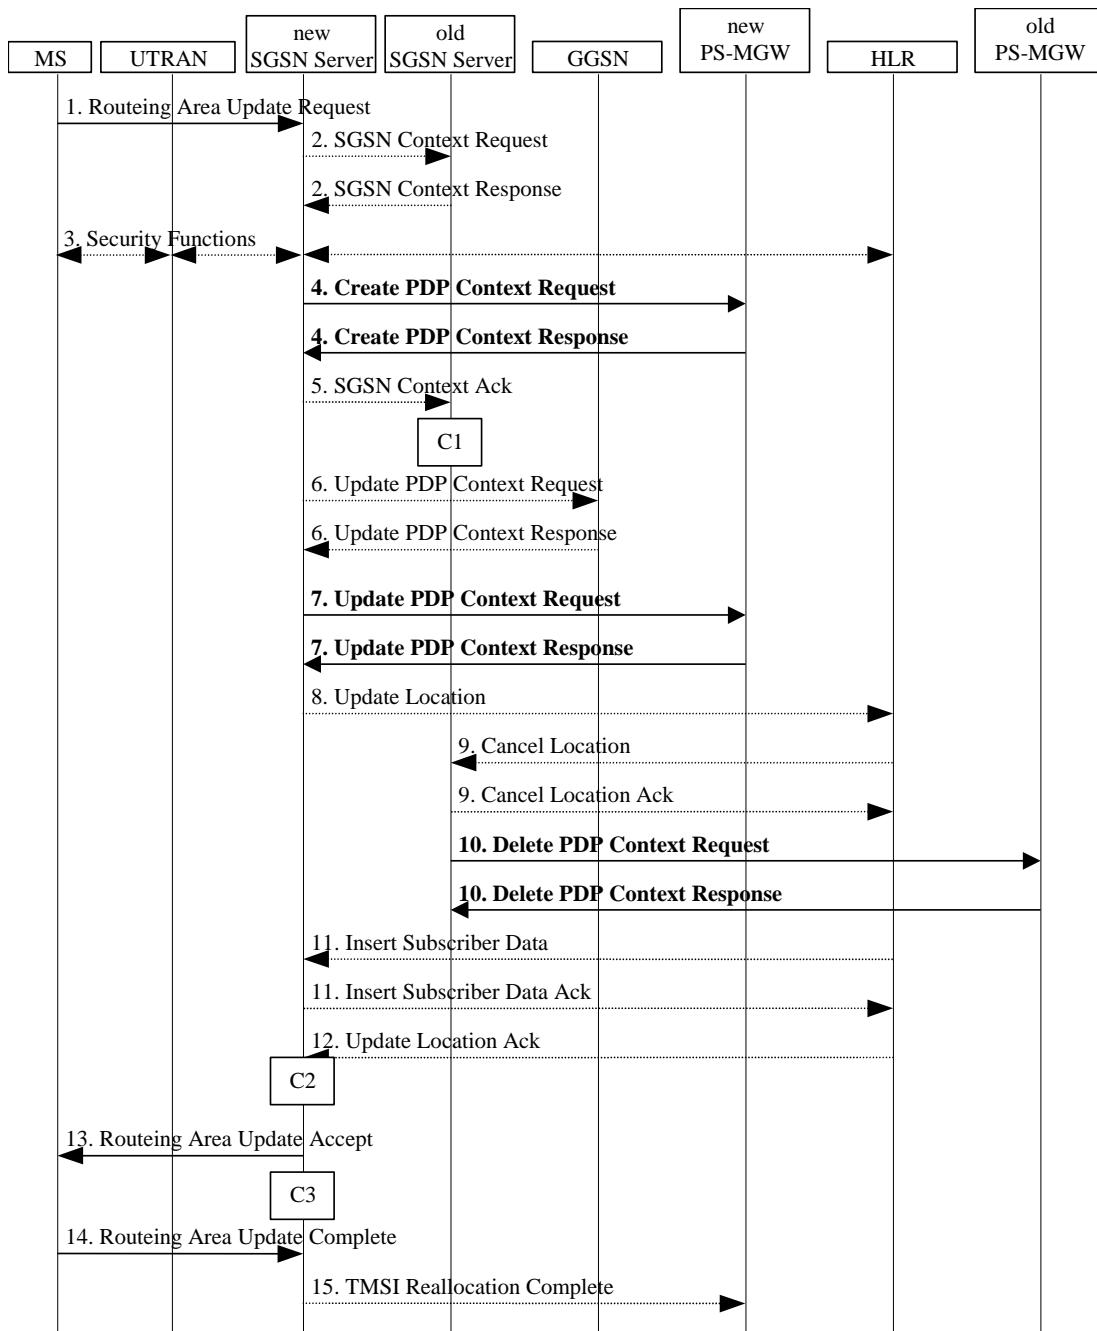 MS
UTRAN
new
SGSN Server
old
SGSN Server
GGSN
new
PS-MGW
HLR
old
PS-MGW
1. Routeing Area Update Request
2. SGSN Context Request
2. SGSN Context Response
3. Security Functions
4. Create PDP Context Request
4. Create PDP Context Response
5. SGSN Context Ack
C1
6. Update PDP Context Request
6. Update PDP Context Response
7. Update PDP Context Request
7. Update PDP Context Response
8. Update Location
9. Cancel Location
9. Cancel Location Ack
10. Delete PDP Context Request
10. Delete PDP Context Response
11. Insert Subscriber Data
11. Insert Subscriber Data Ack
12. Update Location Ack
C2
13. Routeing Area Update Accept
C3
14. Routeing Area Update Complete
15. TMSI Reallocation Complete